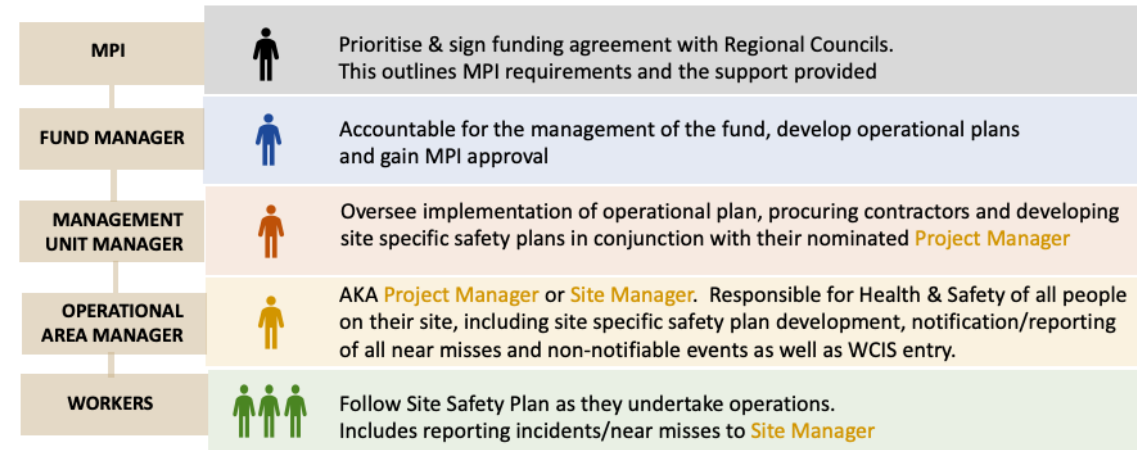 MPI
Prioritise & sign funding agreement with Regional Councils.
This outlines MPI requirements and the support provided
FUND MANAGER
Accountable for the management of the fund, develop operational plans
and gain MPI approval
MANAGEMENT
UNIT MANAGER
Oversee implementation of operational plan, procuring contractors and developing
site specific safety plans in conjunction with their nominated Project Manager
OPERATIONAL
AREA MANAGER
AKA Project Manager or Site Manager.  Responsible for Health & Safety of all people
on their site, including site specific safety plan development, notification/reporting
of all near misses and non-notifiable events as well as WCIS entry.
WORKERS
Follow Site Safety Plan as they undertake operations.
Includes reporting incidents/near misses to Site Manager